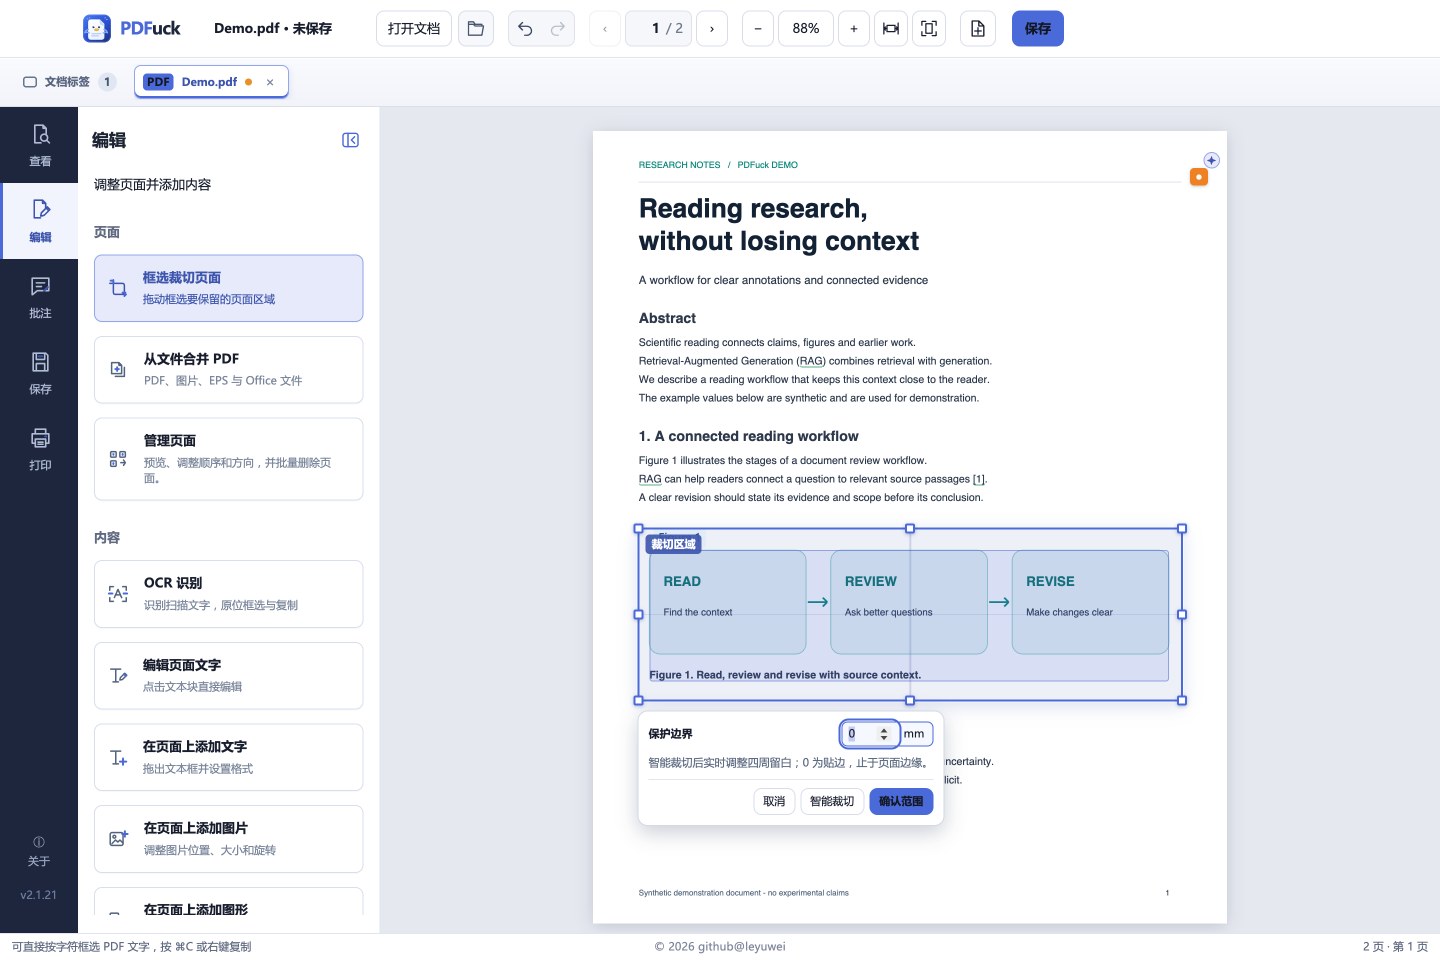 PDFuck
Demo.pdf • 未保存
打开文档
1 / 2
88%
保存
文档标签 1
PDF Demo.pdf
查看
编辑
批注
保存
打印
关于
v2.1.21
编辑
调整页面并添加内容
页面
框选裁切页面
拖动框选要保留的页面区域
从文件合并 PDF
PDF、图片、EPS 与 Office 文件
管理页面
预览、调整顺序和方向，并批量删除页
面。
内容
OCR 识别
识别扫描文字，原位框选与复制
编辑页面文字
点击文本块直接编辑
在页面上添加文字
拖出文本框并设置格式
在页面上添加图片
调整图片位置、大小和旋转
在页面上添加图形
RESEARCH NOTES / PDFuck DEMO
Reading research,
without losing context
A workflow for clear annotations and connected evidence
Abstract
Scientific reading connects claims, figures and earlier work.
Retrieval-Augmented Generation (RAG) combines retrieval with generation.
We describe a reading workflow that keeps this context close to the reader.
The example values below are synthetic and are used for demonstration.
1. A connected reading workflow
Figure 1 illustrates the stages of a document review workflow.
RAG can help readers connect a question to relevant source passages [1].
A clear revision should state its evidence and scope before its conclusion.
裁切区域
READ
Find the context
REVIEW
Ask better questions
REVISE
Make changes clear
Figure 1. Read, review and revise with source context.
保护边界
0 mm
智能裁切后实时调整四周留白；0 为贴边，止于页面边缘。
取消
智能裁切
确认范围
ncertainty.
licit.
Synthetic demonstration document - no experimental claims
1
可直接按字符框选 PDF 文字，按 ⌘C 或右键复制
© 2026 github@leyuwei
2 页 · 第 1 页